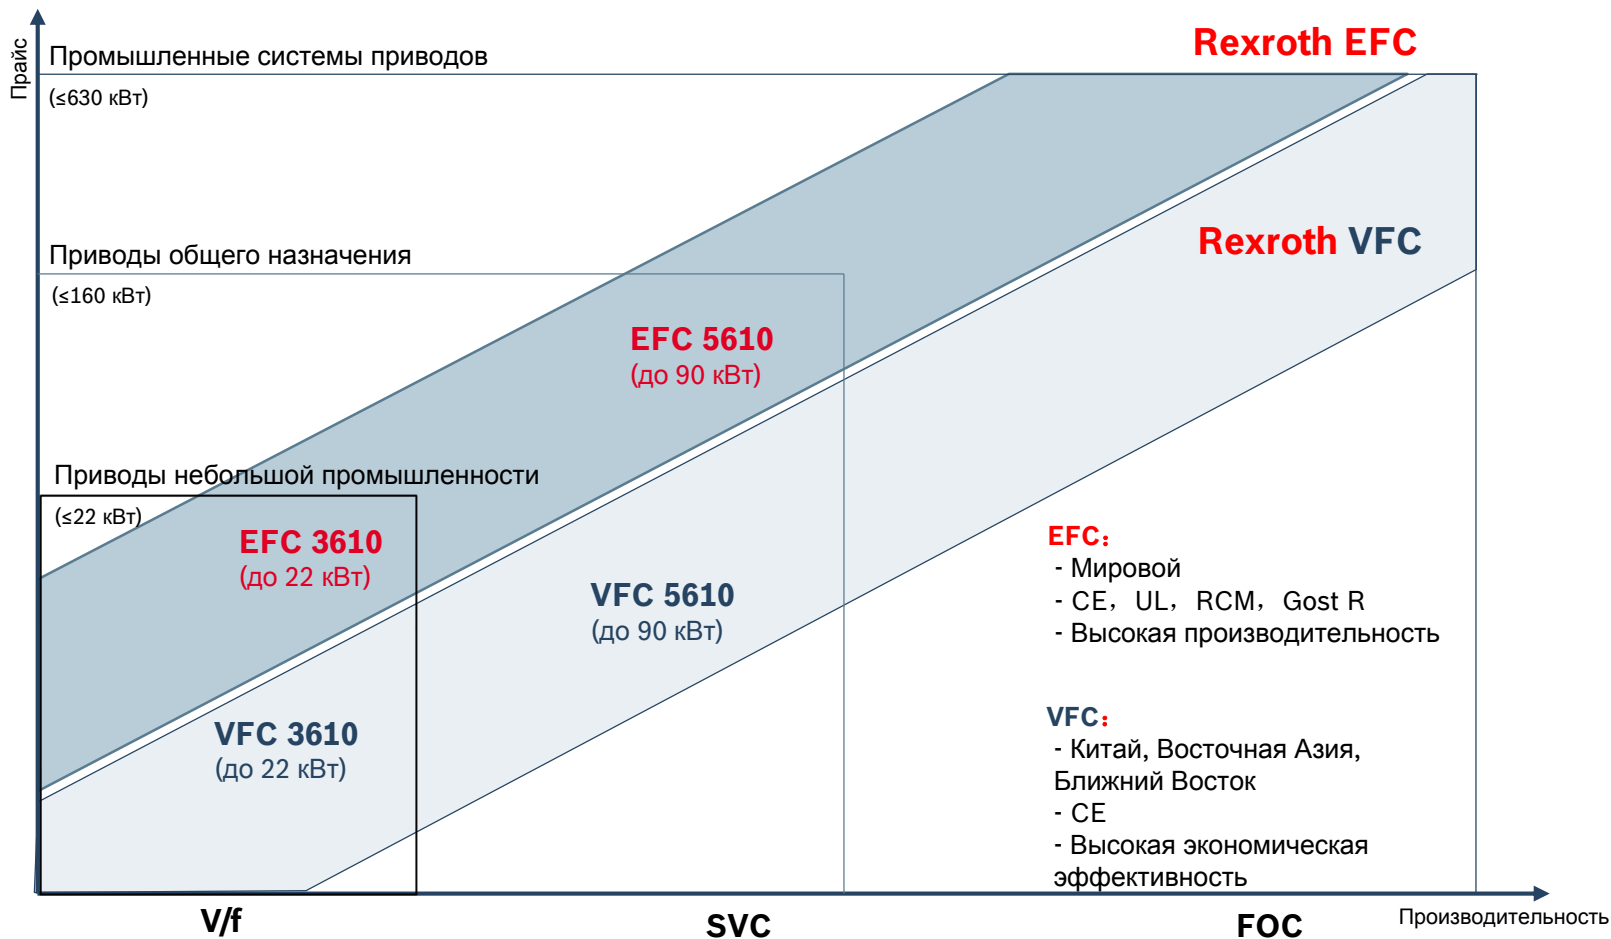 Прайс
Промышленные системы приводов
(≤630 кВт)
Rexroth EFC
Приводы общего назначения
(≤160 кВт)
Rexroth VFC
EFC 5610
(до 90 кВт)
Приводы небольшой промышленности
(≤22 кВт)
EFC 3610
(до 22 кВт)
VFC 5610
(до 90 кВт)
VFC 3610
(до 22 кВт)
EFC：
- Мировой
- CE，UL，RCM，Gost R
- Высокая производительность
VFC：
- Китай, Восточная Азия,
Ближний Восток
- CE
- Высокая экономическая
эффективность
V/f
SVC
FOC
Производительность